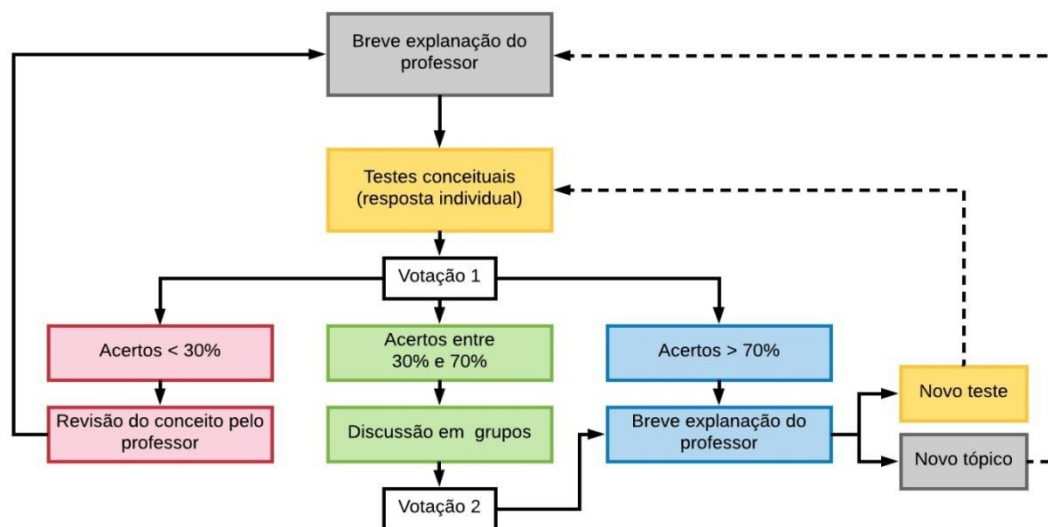 Breve explanação do
professor
Testes conceituais
(resposta individual)
Votação 1
Acertos < 30%
Acertos entre
30% e 70%
Acertos > 70%
Revisão do conceito pelo
professor
Discussão em grupos
Breve explanação do
professor
Novo teste
Novo tópico
Votação 2